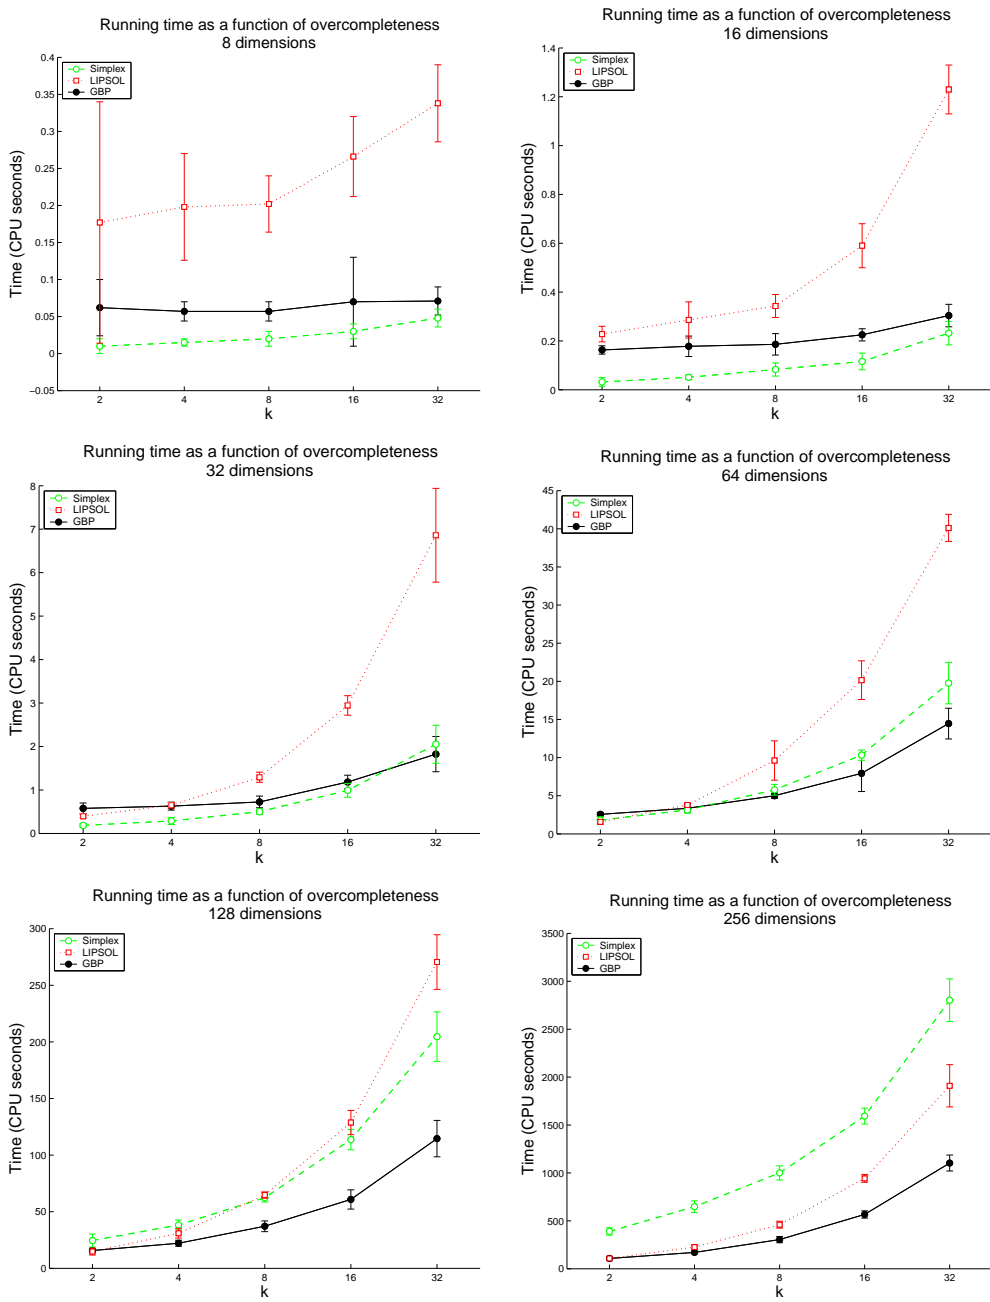 Running time as a function of overcompleteness
8 dimensions
0.4
0.35
0.3
0.25
0.2
0.15
0.1
0.05
0
−0.05
Simplex
LIPSOL
GBP
Time (CPU seconds)
2 4 8 16 32
k
Running time as a function of overcompleteness
16 dimensions
1.4
1.2
1
0.8
0.6
0.4
0.2
0
Simplex
LIPSOL
GBP
Time (CPU seconds)
2 4 8 16 32
k
Running time as a function of overcompleteness
32 dimensions
8
7
6
5
4
3
2
1
0
Simplex
LIPSOL
GBP
Time (CPU seconds)
2 4 8 16 32
k
Running time as a function of overcompleteness
64 dimensions
45
40
35
30
25
20
15
10
5
0
Simplex
LIPSOL
GBP
Time (CPU seconds)
2 4 8 16 32
k
Running time as a function of overcompleteness
128 dimensions
300
250
200
150
100
50
0
Simplex
LIPSOL
GBP
Time (CPU seconds)
2 4 8 16 32
k
Running time as a function of overcompleteness
256 dimensions
3500
3000
2500
2000
1500
1000
500
0
Simplex
LIPSOL
GBP
Time (CPU seconds)
2 4 8 16 32
k